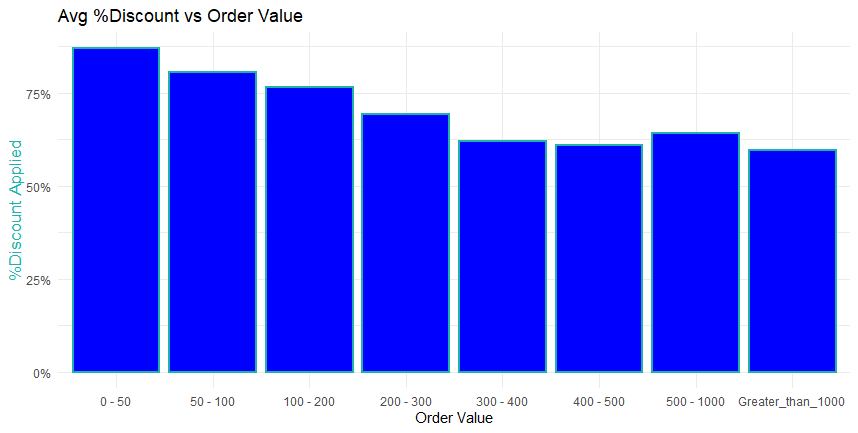 Avg %Discount vs Order Value
%Discount Applied
75%
50%
25%
0%
0 - 50
50 - 100
100 - 200
200 - 300
300 - 400
400 - 500
500 - 1000
Greater_than_1000
Order Value